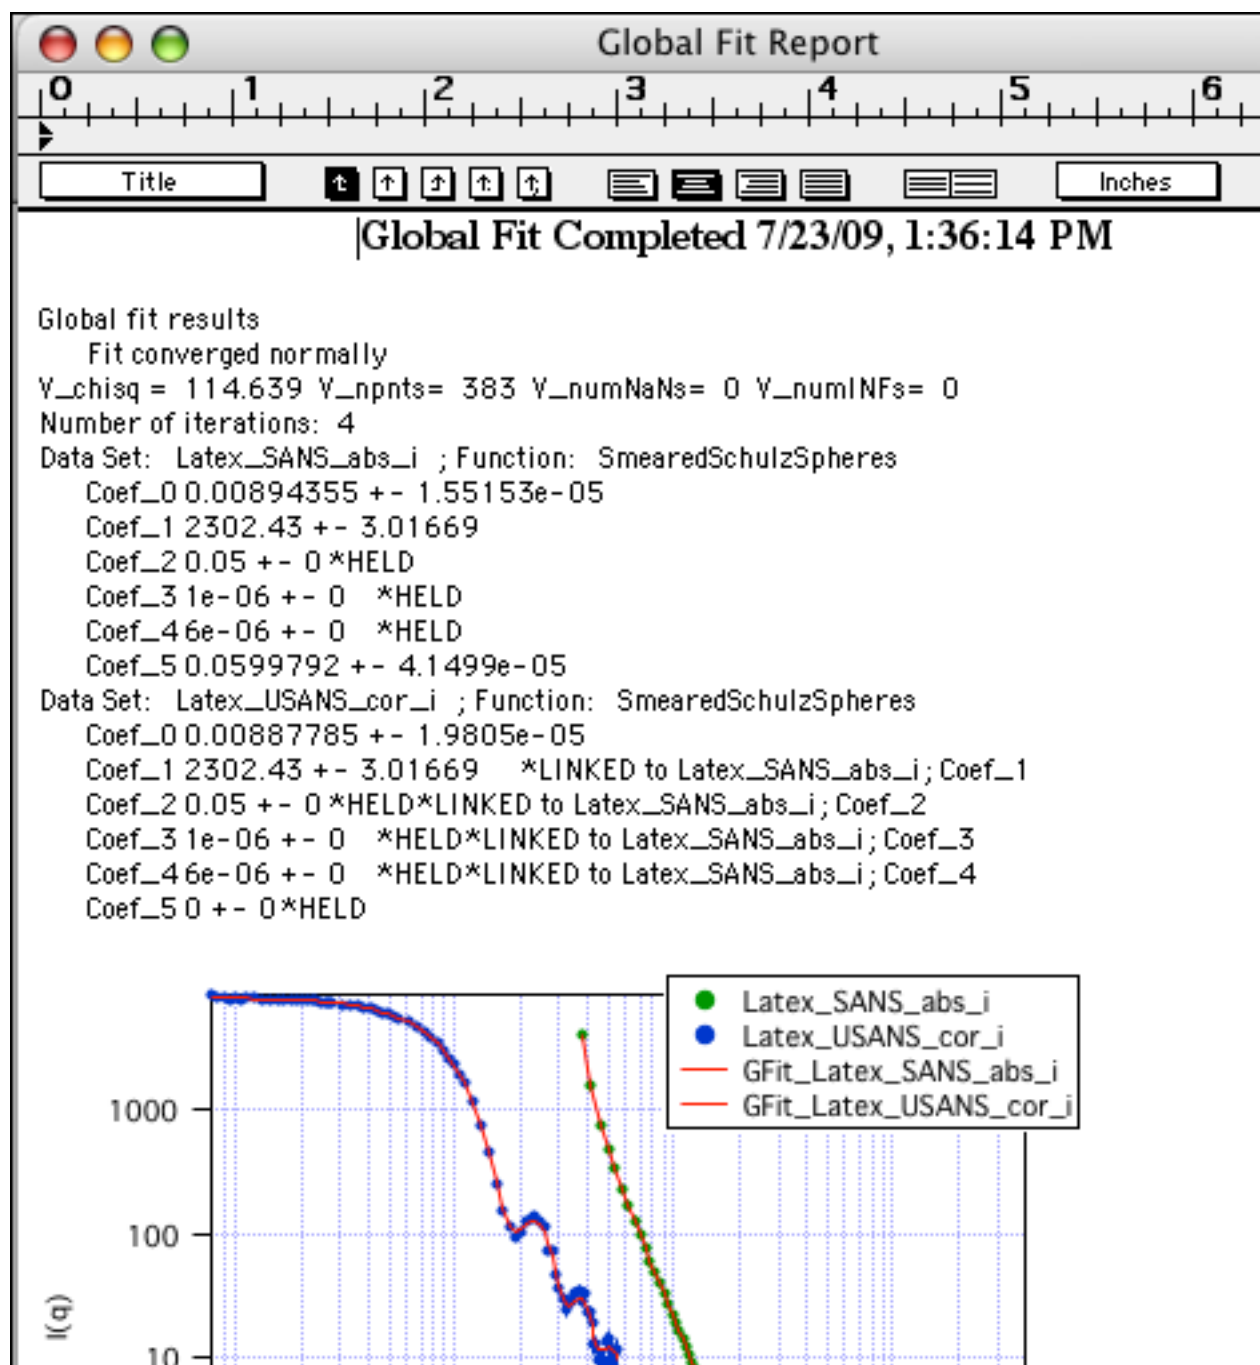 Global Fit Report
0 1 2 3 4 5 6
Title Inches
Global Fit Completed 7/23/09, 1:36:14 PM
Global fit results
Fit converged normally
V_chisq = 114.639 V_npnts= 383 V_numNaNs= 0 V_numINFs= 0
Number of iterations: 4
Data Set: Latex_SANS_abs_i ; Function: SmearedSchulzSpheres
Coef_0 0.00894355 +- 1.55153e-05
Coef_1 2302.43 +- 3.01669
Coef_2 0.05 +- 0 *HELD
Coef_3 1e-06 +- 0 *HELD
Coef_4 6e-06 +- 0 *HELD
Coef_5 0.0599792 +- 4.1499e-05
Data Set: Latex_USANS_cor_i ; Function: SmearedSchulzSpheres
Coef_0 0.00887785 +- 1.9805e-05
Coef_1 2302.43 +- 3.01669 *LINKED to Latex_SANS_abs_i; Coef_1
Coef_2 0.05 +- 0 *HELD*LINKED to Latex_SANS_abs_i; Coef_2
Coef_3 1e-06 +- 0 *HELD*LINKED to Latex_SANS_abs_i; Coef_3
Coef_4 6e-06 +- 0 *HELD*LINKED to Latex_SANS_abs_i; Coef_4
Coef_5 0 +- 0 *HELD
Latex_SANS_abs_i
Latex_USANS_cor_i
GFit_Latex_SANS_abs_i
GFit_Latex_USANS_cor_i
1000
100
10
I(q)